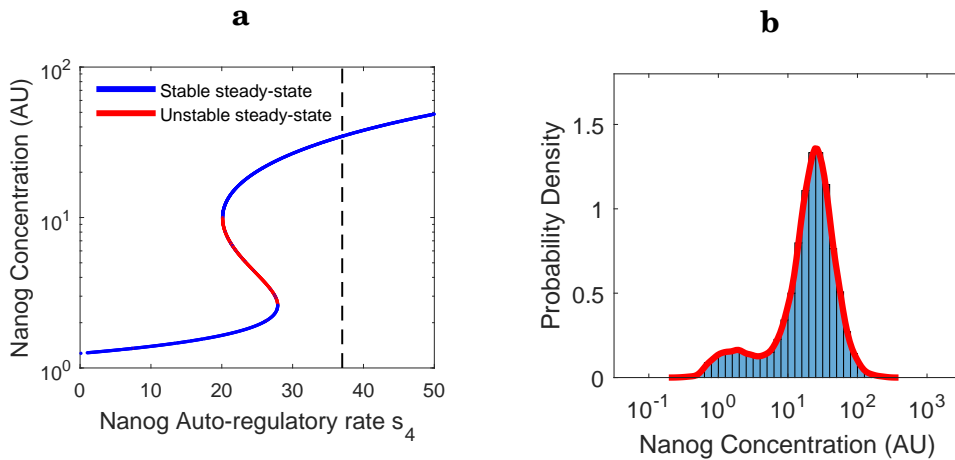 a
Nanog Concentration (AU)
10^2
10^1
10^0
Stable steady-state
Unstable steady-state
0 10 20 30 40 50
Nanog Auto-regulatory rate s_4
b
Probability Density
1.5
1
0.5
0
10^-1 10^0 10^1 10^2 10^3
Nanog Concentration (AU)